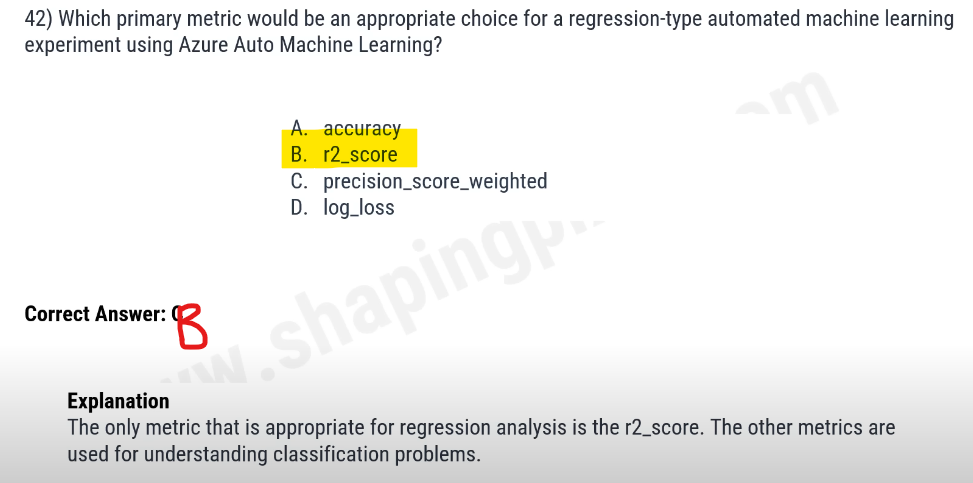 42) Which primary metric would be an appropriate choice for a regression-type automated machine learning
experiment using Azure Auto Machine Learning?
A. accuracy
B. r2_score
C. precision_score_weighted
D. log_loss
Correct Answer: B
Explanation
The only metric that is appropriate for regression analysis is the r2_score. The other metrics are
used for understanding classification problems.